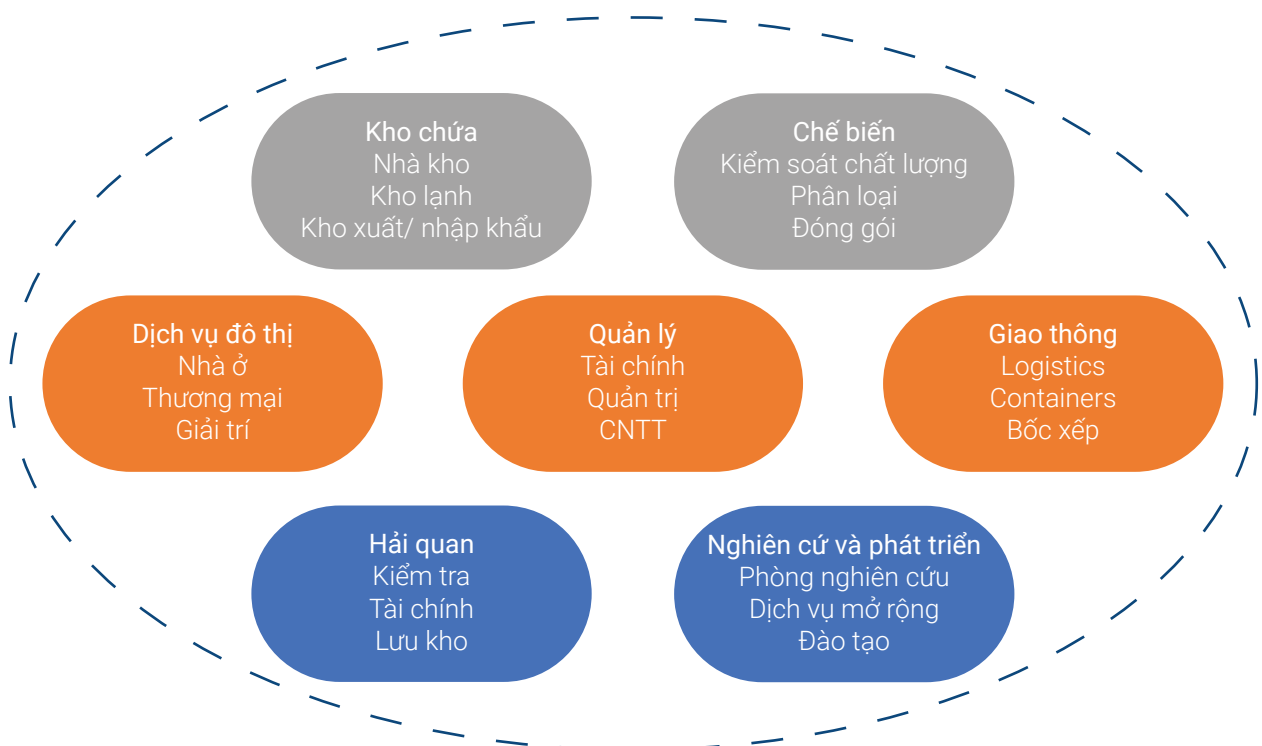 Kho chứa
Nhà kho
Kho lạnh
Kho xuất/ nhập khẩu
Chế biến
Kiểm soát chất lượng
Phân loại
Đóng gói
Dịch vụ đô thị
Nhà ở
Thương mại
Giải trí
Quản lý
Tài chính
Quản trị
CNTT
Giao thông
Logistics
Containers
Bốc xếp
Hải quan
Kiểm tra
Tài chính
Lưu kho
Nghiên cứ và phát triển
Phòng nghiên cứu
Dịch vụ mở rộng
Đào tạo